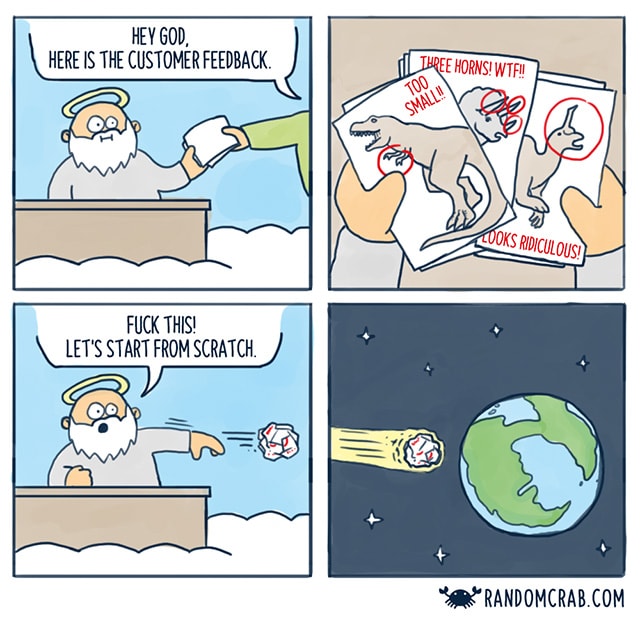 HEY GOD,
HERE IS THE CUSTOMER FEEDBACK.
THREE HORNS! WTF!!
TOO
SMALL!!
LOOKS RIDICULOUS!
FUCK THIS!
LET'S START FROM SCRATCH.
RANDOMCRAB.COM